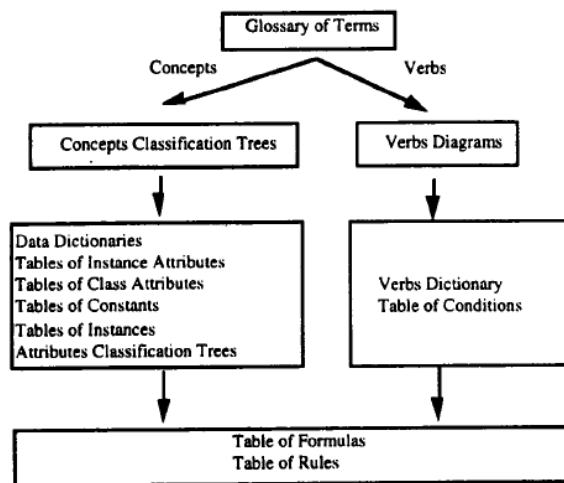 Glossary of Terms
Concepts
Verbs
Concepts Classification Trees
Verbs Diagrams
Data Dictionaries
Tables of Instance Attributes
Tables of Class Attributes
Tables of Constants
Tables of Instances
Attributes Classification Trees
Verbs Dictionary
Table of Conditions
Table of Formulas
Table of Rules